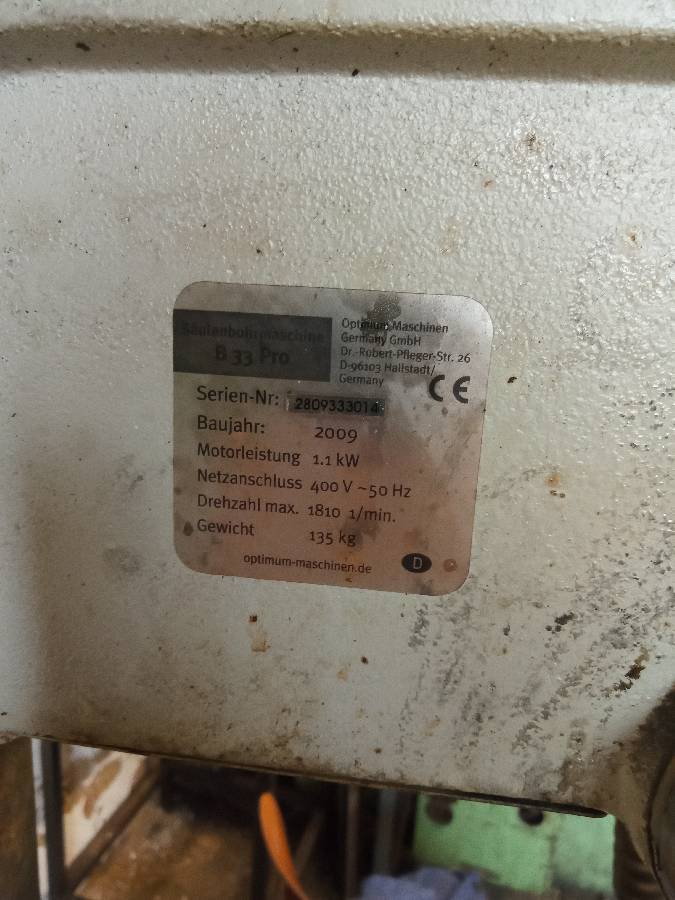 Säulenbohrmaschine
B 33 Pro
Optimum Maschinen
Germany GmbH
Dr.-Robert-Pfleger-Str. 26
D-96103 Hallstadt/
Germany
CE
Serien-Nr: 2809333014
Baujahr: 2009
Motorleistung 1.1 kW
Netzanschluss 400 V ~50 Hz
Drehzahl max. 1810 1/min.
Gewicht 135 kg
optimum-maschinen.de D